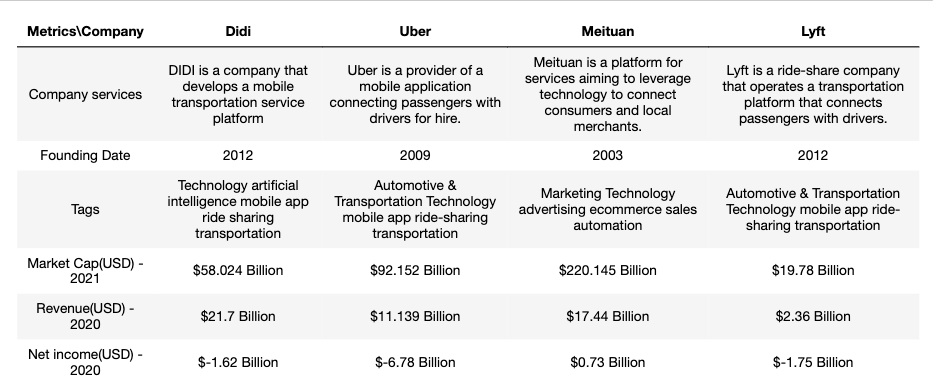 Metrics\Company Didi Uber Meituan Lyft
Company services
DIDI is a company that
develops a mobile
transportation service
platform
Uber is a provider of a
mobile application
connecting passengers with
drivers for hire.
Meituan is a platform for
services aiming to leverage
technology to connect
consumers and local
merchants.
Lyft is a ride-share company
that operates a transportation
platform that connects
passengers with drivers.
Founding Date 2012 2009 2003 2012
Tags
Technology artificial
intelligence mobile app
ride sharing
transportation
Automotive &
Transportation Technology
mobile app ride-sharing
transportation
Marketing Technology
advertising ecommerce sales
automation
Automotive & Transportation
Technology mobile app ride-
sharing transportation
Market Cap(USD) -
2021
$58.024 Billion $92.152 Billion $220.145 Billion $19.78 Billion
Revenue(USD) -
2020
$21.7 Billion $11.139 Billion $17.44 Billion $2.36 Billion
Net income(USD) -
2020
$-1.62 Billion $-6.78 Billion $0.73 Billion $-1.75 Billion